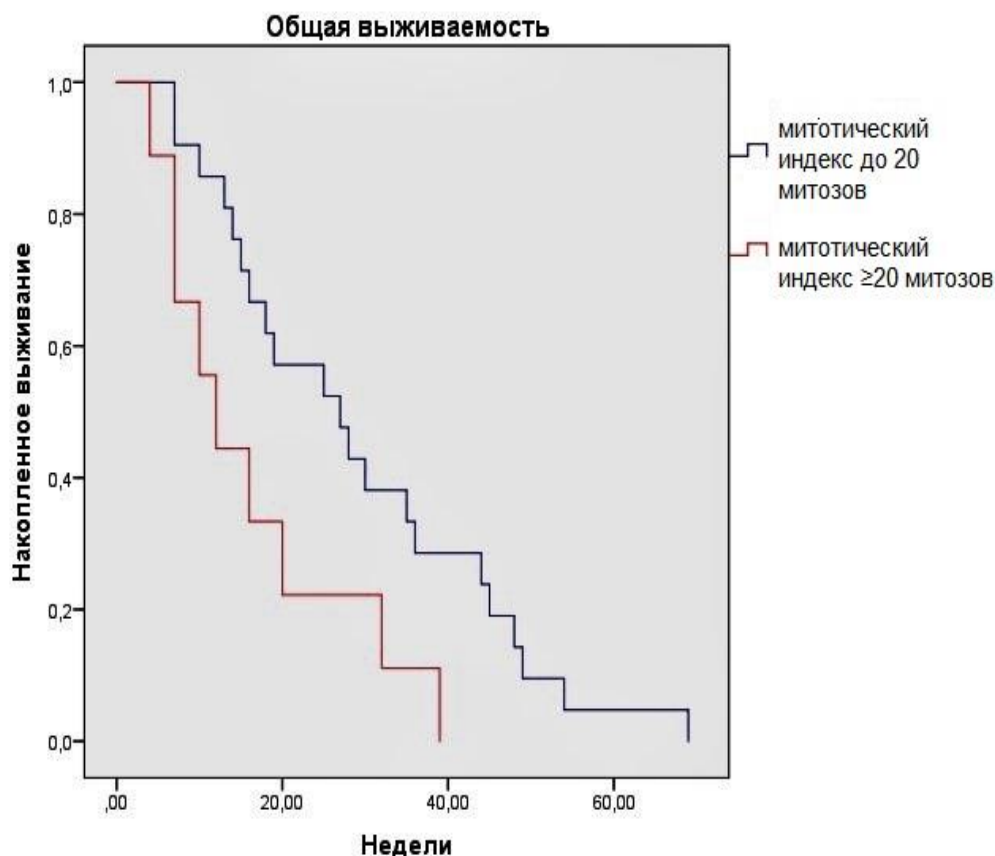 Общая выживаемость
Накопленное выживание
1,0
0,8
0,6
0,4
0,2
0,0
,00
20,00
40,00
60,00
Недели
митотический
индекс до 20
митозов
митотический
индекс ≥20 митозов